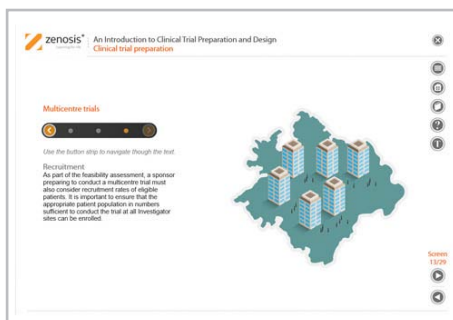 zenosis®
An Introduction to Clinical Trial Preparation and Design
Clinical trial preparation
Multicentre trials
Use the button strip to navigate though the text.
Recruitment
As part of the feasibility assessment, a sponsor
preparing to conduct a multicentre trial must
also consider recruitment rates of eligible
patients. It is important to ensure that the
appropriate patient population in numbers
sufficient to conduct the trial at all Investigator
sites can be enrolled.
Screen
13/29